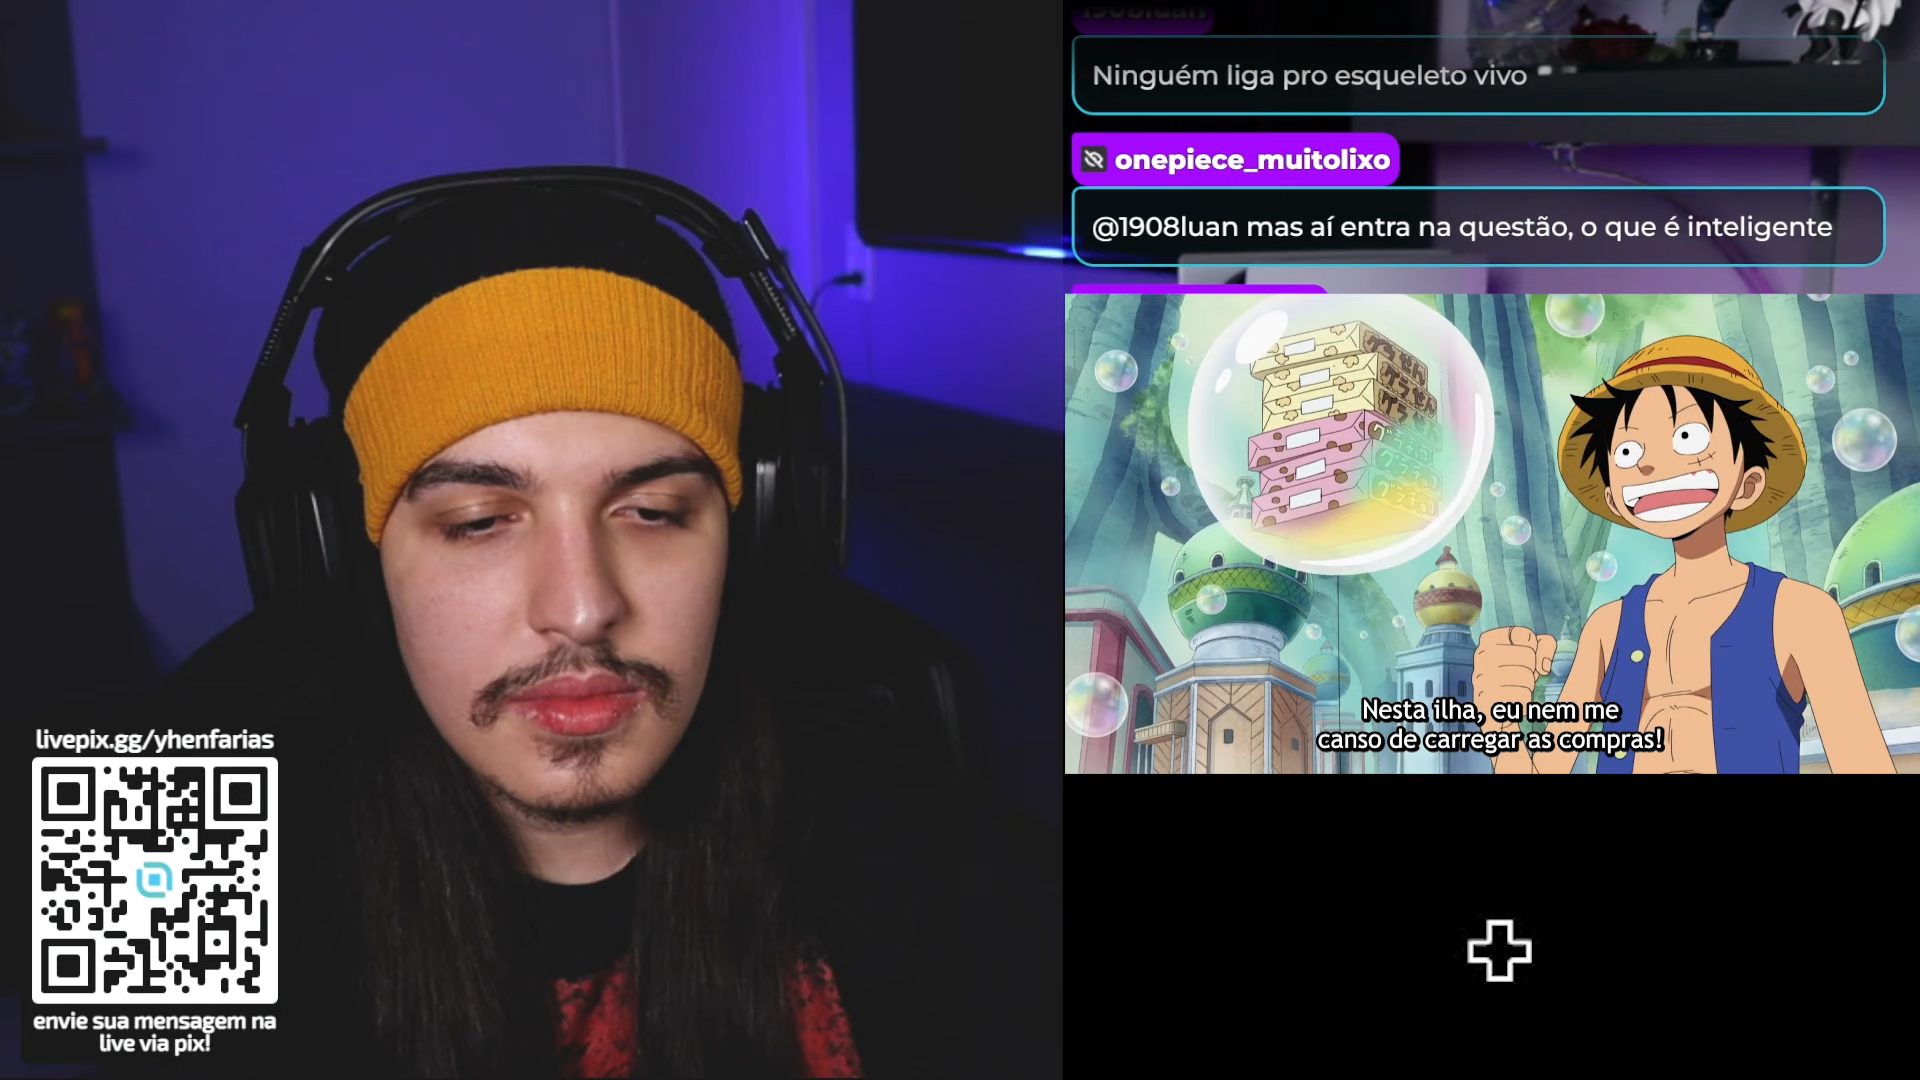 1908luan
Ninguém liga pro esqueleto vivo
onepiece_muitolixo
@1908luan mas aí entra na questão, o que é inteligente
Nesta ilha, eu nem me
canso de carregar as compras!
livepix.gg/yhenfarias
envie sua mensagem na
live via pix!